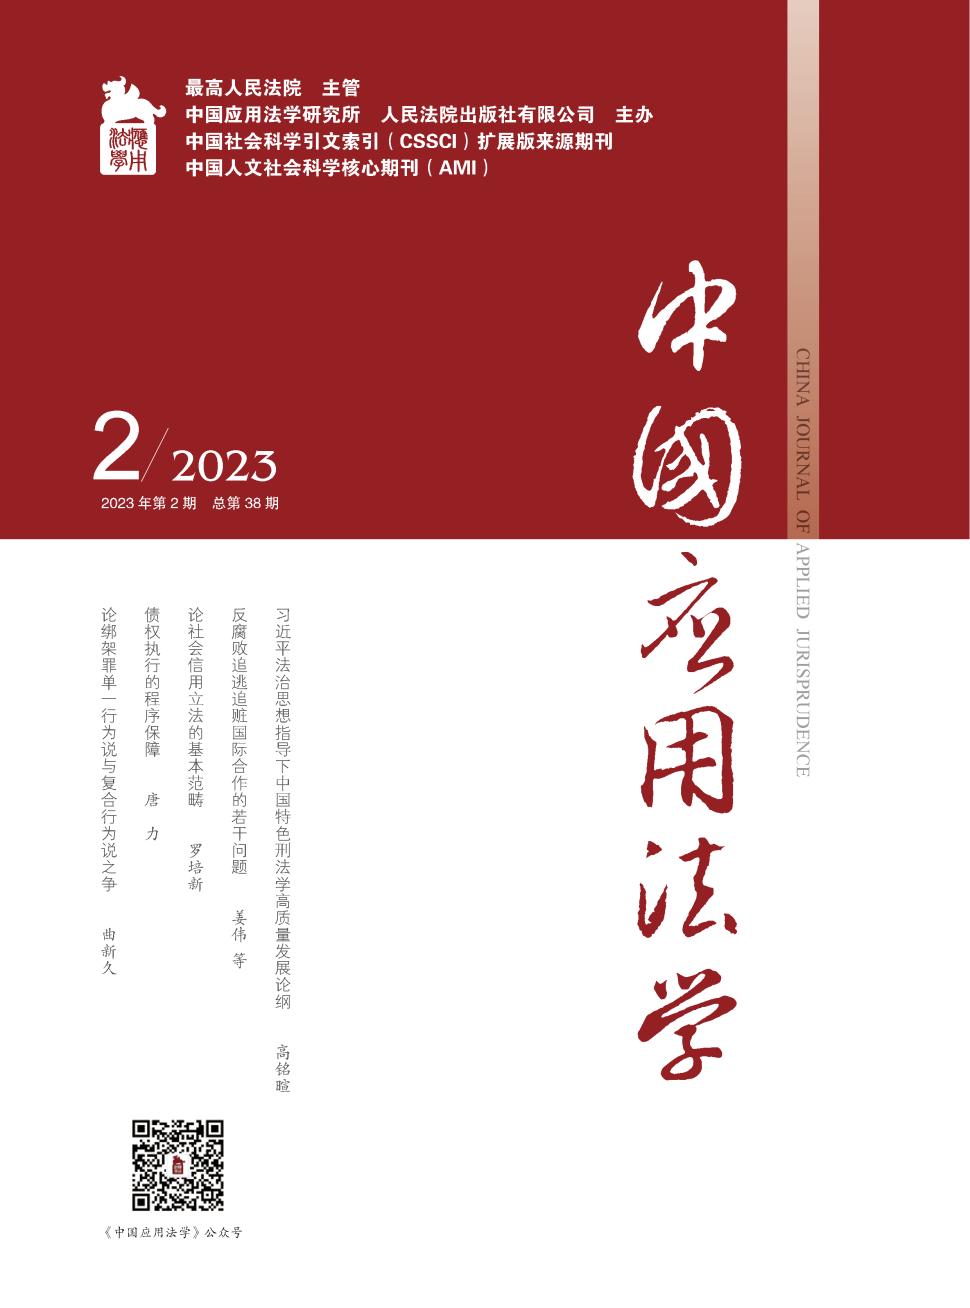 最高人民法院 主管
中国应用法学研究所 人民法院出版社有限公司 主办
中国社会科学引文索引（CSSCI）扩展版来源期刊
中国人文社会科学核心期刊（AMI）
應用
法學
中國应用法学
CHINA JOURNAL OF APPLIED JURISPRUDENCE
2/2023
2023年第2期 总第38期
习近平法治思想指导下中国特色刑法学高质量发展论纲 高铭暄
反腐败追逃追赃国际合作的若干问题 姜伟 等
论社会信用立法的基本范畴 罗培新
债权执行的程序保障 唐 力
论绑架罪单一行为说与复合行为说之争 曲新久
《中国应用法学》公众号